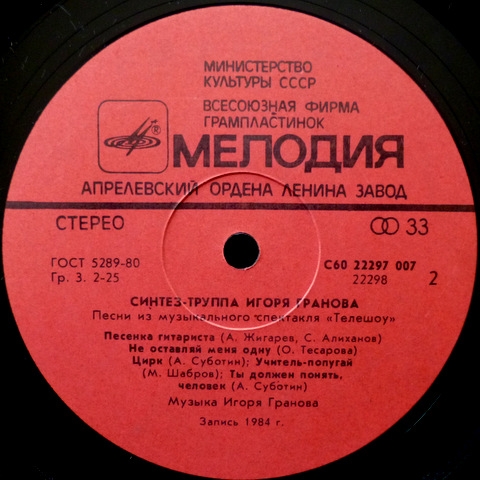 МИНИСТЕРСТВО
КУЛЬТУРЫ СССР
ВСЕСОЮЗНАЯ ФИРМА
ГРАМПЛАСТИНОК
®
МЕЛОДИЯ
АПРЕЛЕВСКИЙ ОРДЕНА ЛЕНИНА ЗАВОД
СТЕРЕО 33
ГОСТ 5289-80 С60 22297 007
Гр. 3. 2-25 22298 2
СИНТЕЗ-ТРУППА ИГОРЯ ГРАНОВА
Песни из музыкального спектакля «Телешоу»
Песенка гитариста (А. Жигарев, С. Алиханов)
Не оставляй меня одну (О. Тесарова)
Цирк (А. Суботин); Учитель-попугай
(М. Шабров); Ты должен понять,
человек (А. Суботин)
Музыка Игоря Гранова
Запись 1984 г.